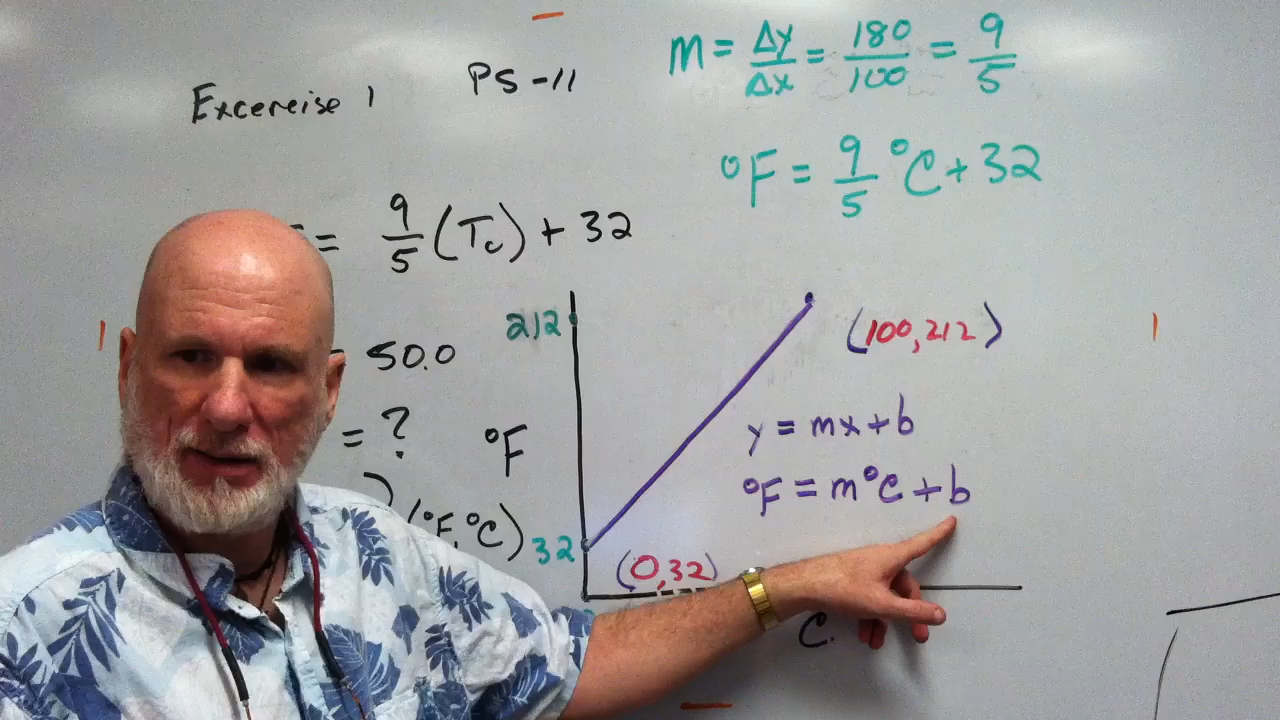 m = Δy/Δx = 180/100 = 9/5
Excercise 1 PS-11
°F = 9/5 °C + 32
= 9/5 (Tc) + 32
212
(100, 212)
= 50.0
y = mx + b
= ? °F
°F = m°C + b
(°F, °C)
32
(0, 32)
C.